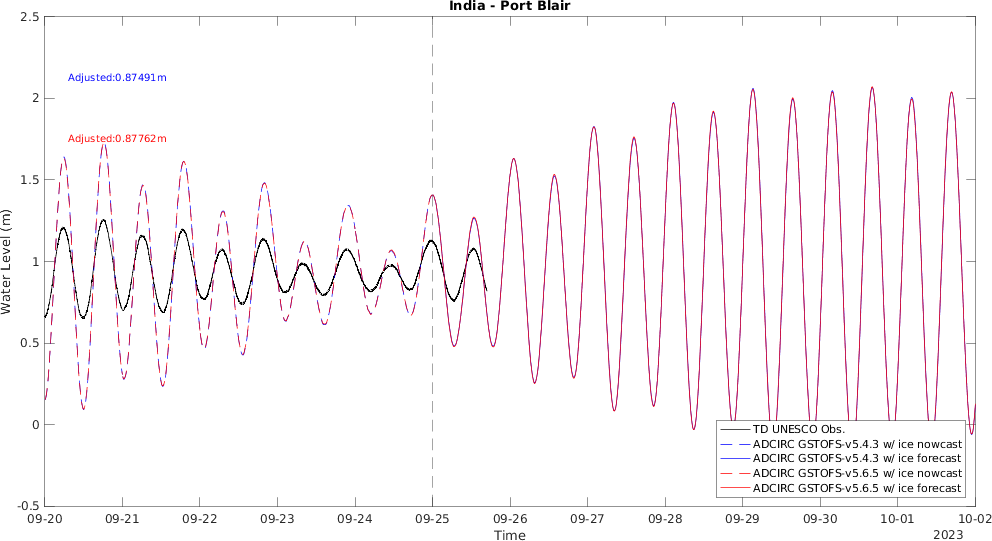 India - Port Blair
2.5
Adjusted:0.87491m
2
Adjusted:0.87762m
1.5
Water Level (m)
1
0.5
0
TD UNESCO Obs.
ADCIRC GSTOFS-v5.4.3 w/ ice nowcast
ADCIRC GSTOFS-v5.4.3 w/ ice forecast
ADCIRC GSTOFS-v5.6.5 w/ ice nowcast
ADCIRC GSTOFS-v5.6.5 w/ ice forecast
-0.5
09-20 09-21 09-22 09-23 09-24 09-25 09-26 09-27 09-28 09-29 09-30 10-01 10-02
Time
2023